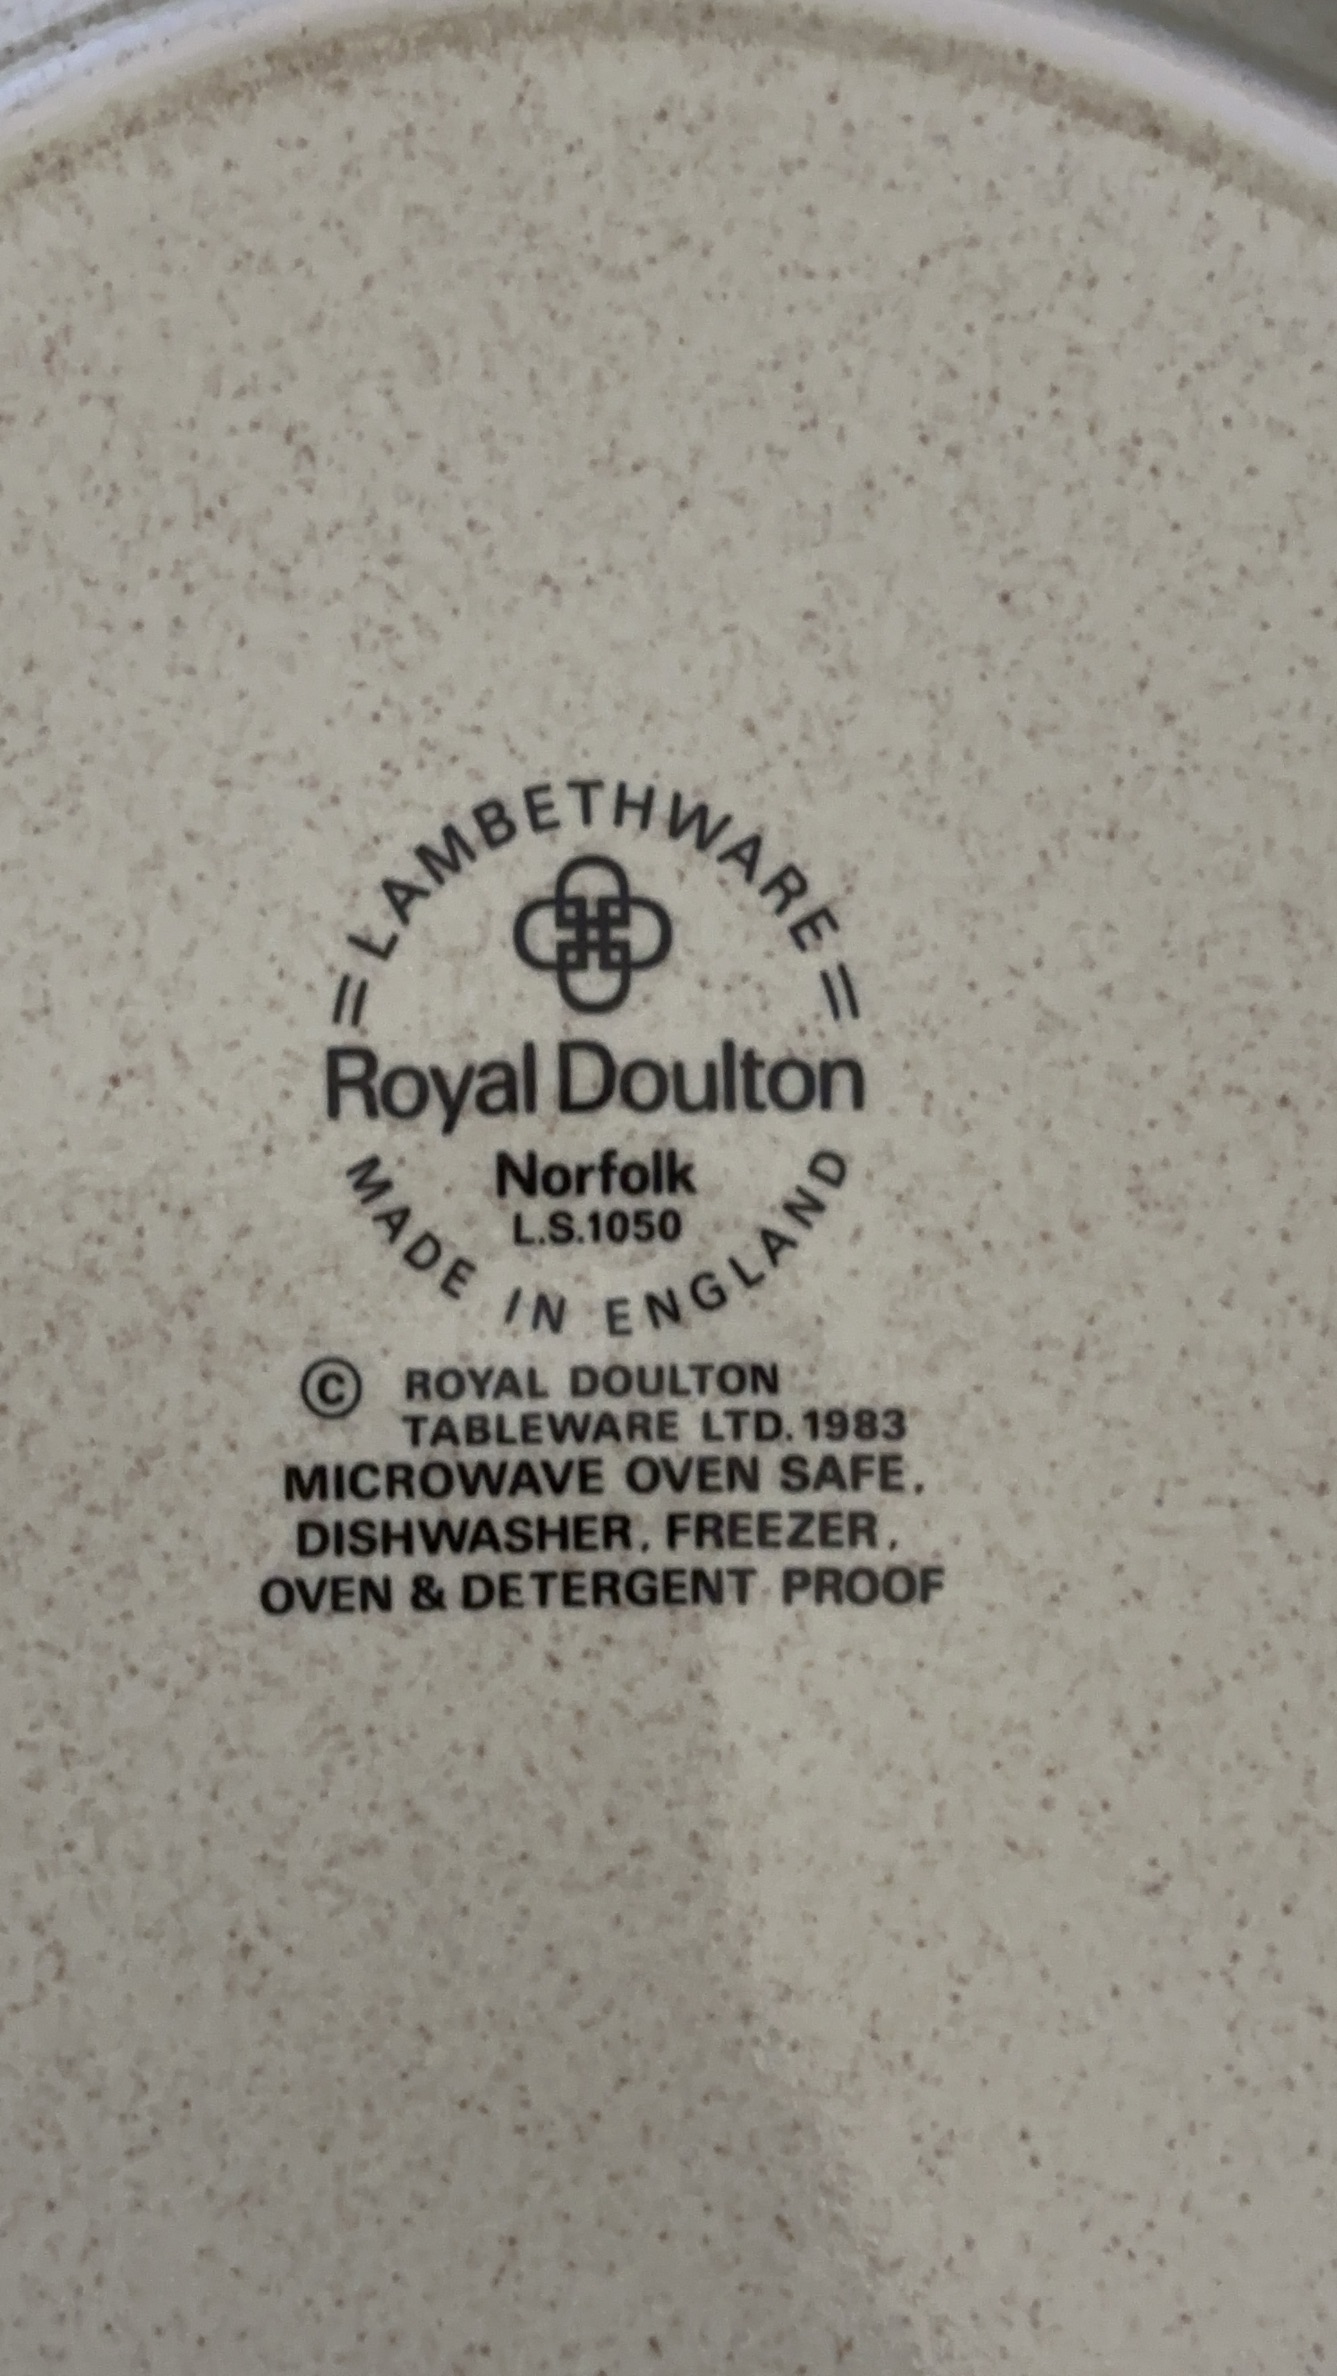 LAMBETHWARE
Royal Doulton
Norfolk
L.S.1050
MADE IN ENGLAND
© ROYAL DOULTON
TABLEWARE LTD. 1983
MICROWAVE OVEN SAFE,
DISHWASHER, FREEZER,
OVEN & DETERGENT PROOF